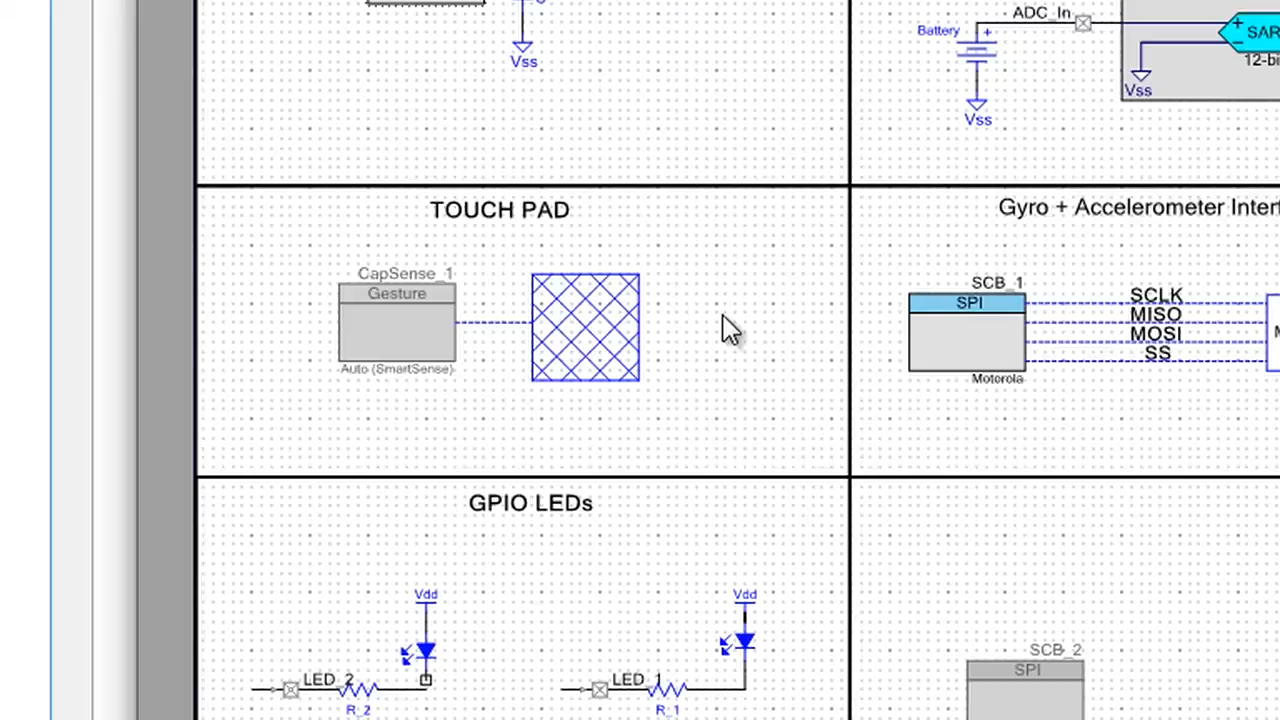 Vss
ADC_In
Battery
+
+
SAR
12-bi
Vss
Vss
TOUCH PAD
CapSense_1
Gesture
Auto (SmartSense)
Gyro + Accelerometer Interf
SCB_1
SPI
SCLK
MISO
MOSI
SS
Motorola
GPIO LEDs
Vdd
LED_2
R_2
Vdd
LED_1
R_1
SCB_2
SPI